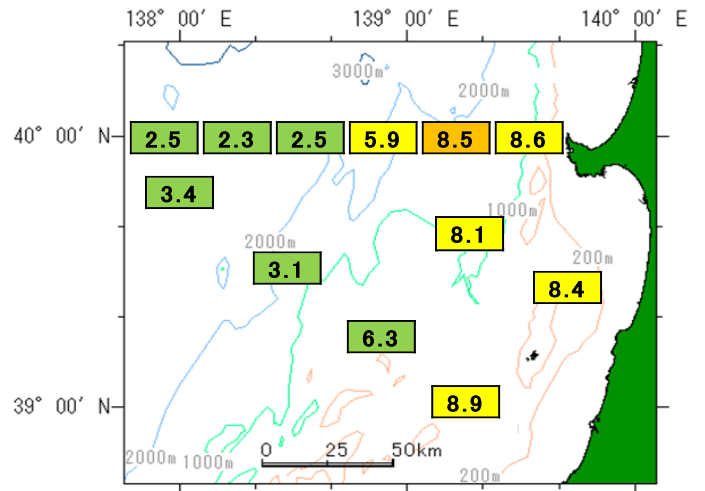 138° 00′ E 139° 00′ E 140° 00′ E
3000m
2000m
40° 00′ N
2.5 2.3 2.5 5.9 8.5 8.6
3.4
1000m
8.1
2000m
200m
3.1
8.4
6.3
39° 00′ N
8.9
0 25 50km
2000m 1000m
200m